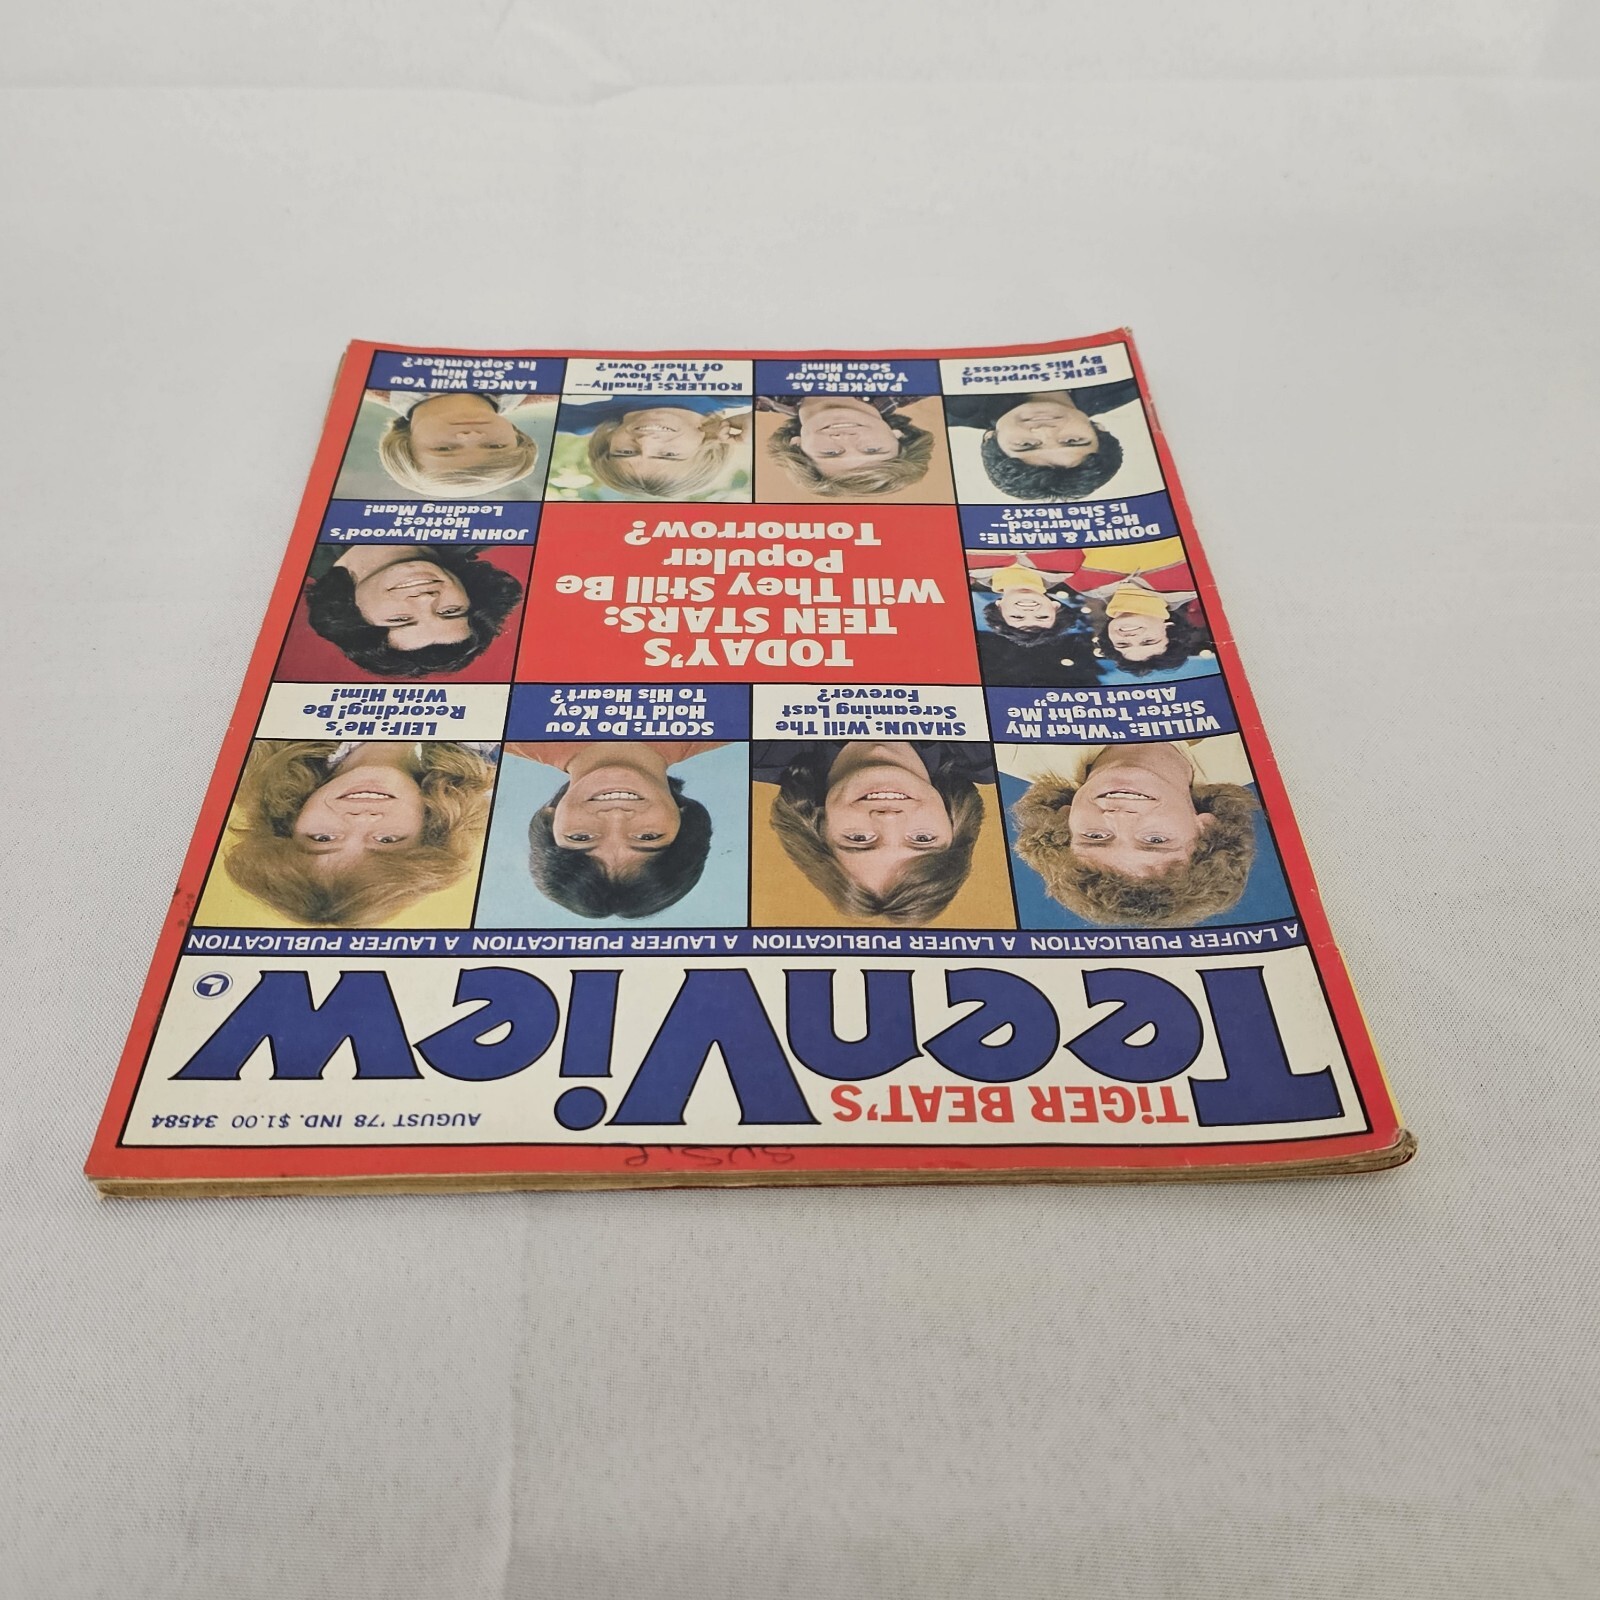 susie
TiGER BEAT'S
AUGUST '78 IND. $1.00 34584
TeenView
A LAUFER PUBLICATION A LAUFER PUBLICATION A LAUFER PUBLICATION A LAUFER PUBLICATION
WILLIE: "What My
Sister Taught Me
About Love"
SHAUN: Will The
Screaming Last
Forever?
SCOTT: Do You
Hold The Key
To His Heart?
LEIF: He's
Recording! Be
With Him!
DONNY & MARIE:
He's Married--
Is She Next?
TODAY'S
TEEN STARS:
Will They Still Be
Popular
Tomorrow?
JOHN: Hollywood's
Hottest
Leading Man!
ERIK: Surprised
By His Success?
PARKER: As
You've Never
Seen Him!
ROLLERS: Finally--
A TV Show
Of Their Own?
LANCE: Will You
See Him
In September?